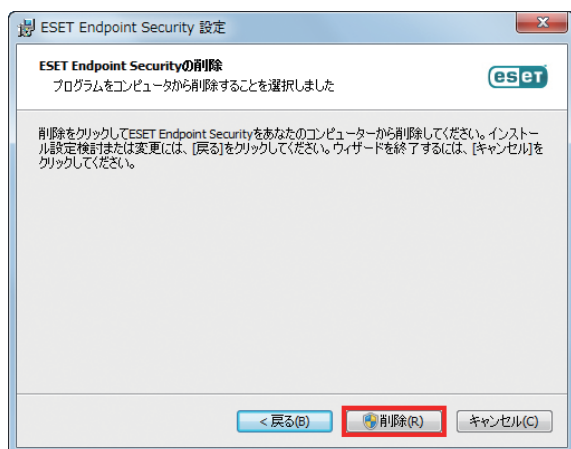 ESET Endpoint Security 設定
ESET Endpoint Securityの削除
プログラムをコンピュータから削除することを選択しました
eset
削除をクリックしてESET Endpoint Securityをあなたのコンピューターから削除してください。インストー
ル設定検討または変更には、[戻る]をクリックしてください。ウィザードを終了するには、[キャンセル]を
クリックしてください。
< 戻る(B)
削除(R)
キャンセル(C)